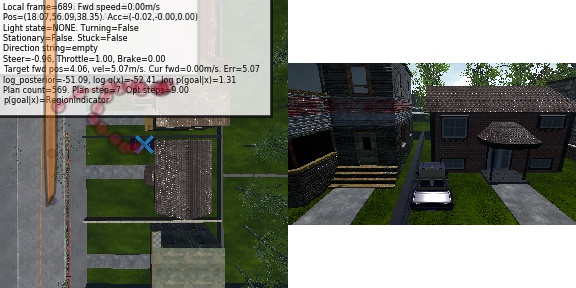 Local frame=689. Fwd speed=0.00m/s
Pos=(18.07,56.09,38.35). Acc=(-0.02,-0.00,0.00)
Light state=NONE. Turning=False
Stationary=False. Stuck=False
Direction string=empty
Steer=-0.96, Throttle=1.00, Brake=0.00
Target fwd pos=4.06, vel=5.07m/s. Cur fwd=0.00m/s. Err=5.07
log_posterior=-51.09, log q(x)=-52.41, log p(goal|x)=1.31
Plan count=569. Plan step=7. Opt steps=9.00
p(goal|x)=RegionIndicator